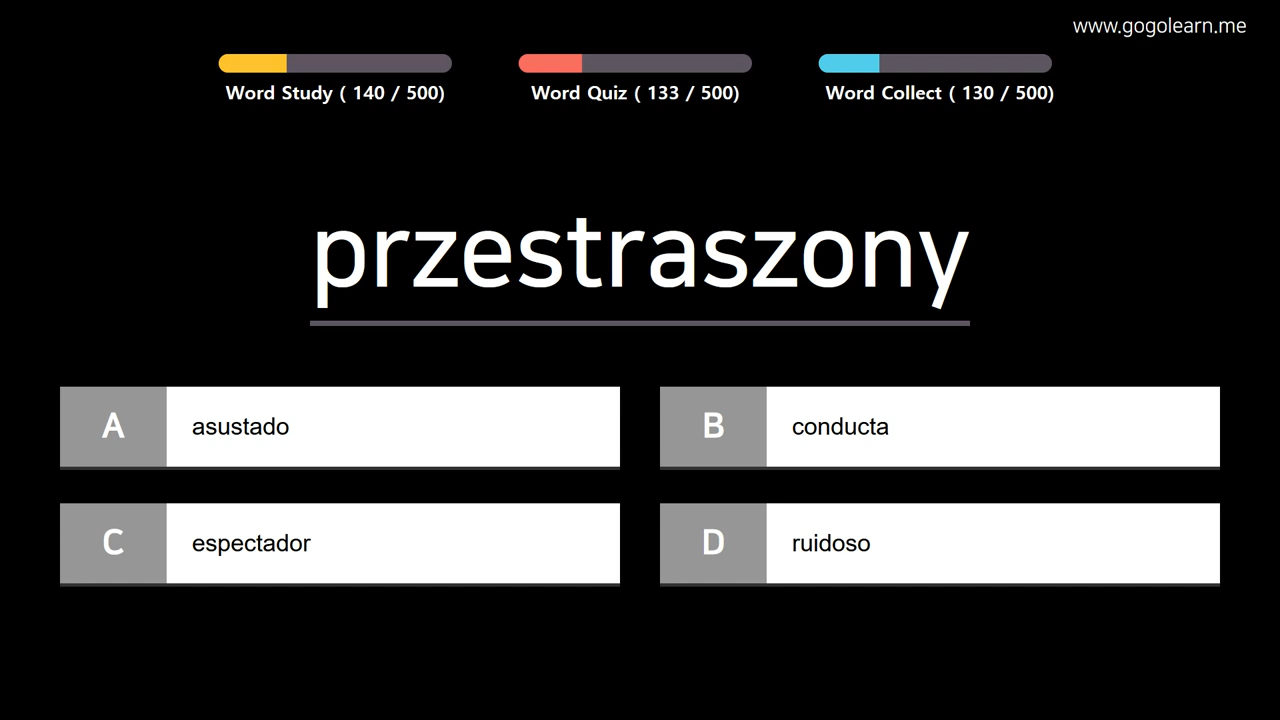 www.gogolearn.me
Word Study ( 140 / 500)
Word Quiz ( 133 / 500)
Word Collect ( 130 / 500)
przestraszony
A asustado
B conducta
C espectador
D ruidoso